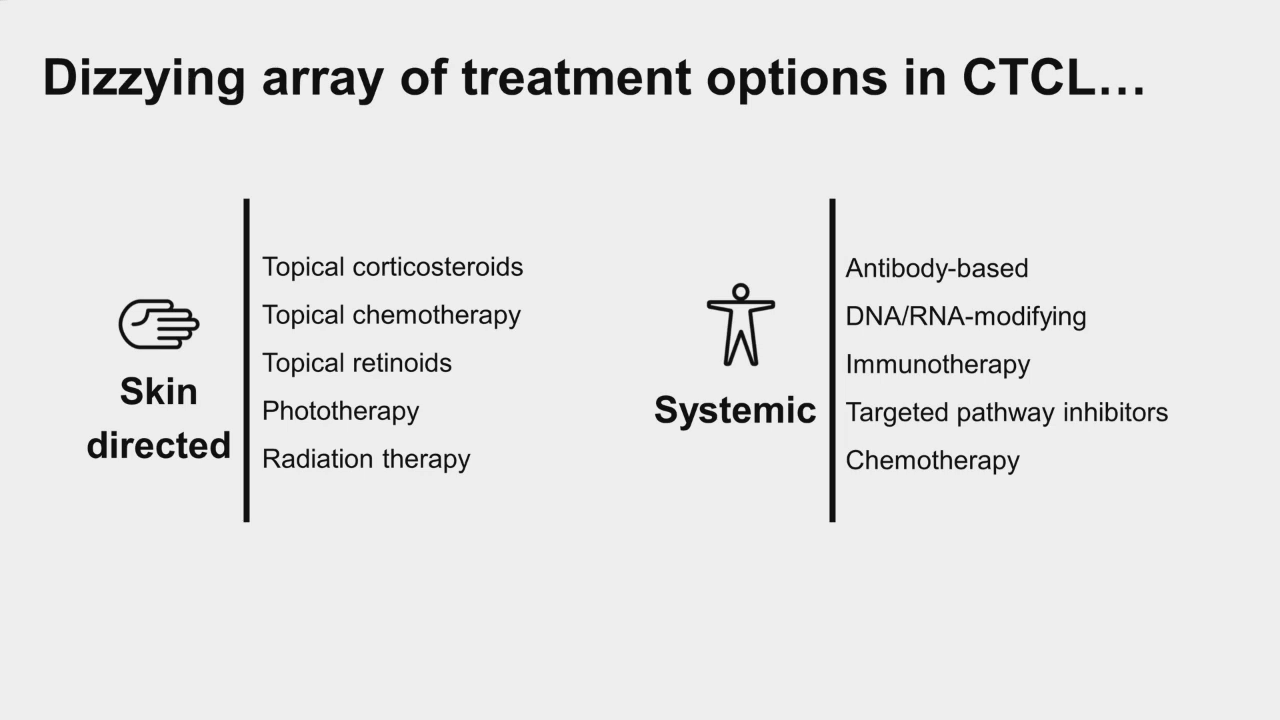 Dizzying array of treatment options in CTCL…
Skin
directed
Topical corticosteroids
Topical chemotherapy
Topical retinoids
Phototherapy
Radiation therapy
Systemic
Antibody-based
DNA/RNA-modifying
Immunotherapy
Targeted pathway inhibitors
Chemotherapy